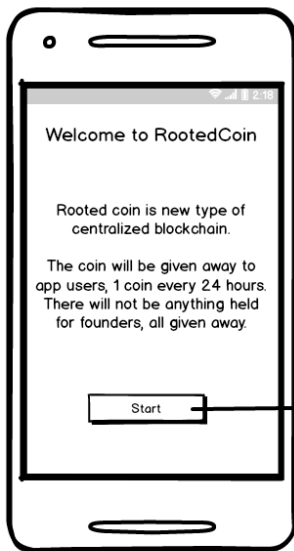 2:18
Welcome to RootedCoin
Rooted coin is new type of
centralized blockchain.
The coin will be given away to
app users, 1 coin every 24 hours.
There will not be anything held
for founders, all given away.
Start